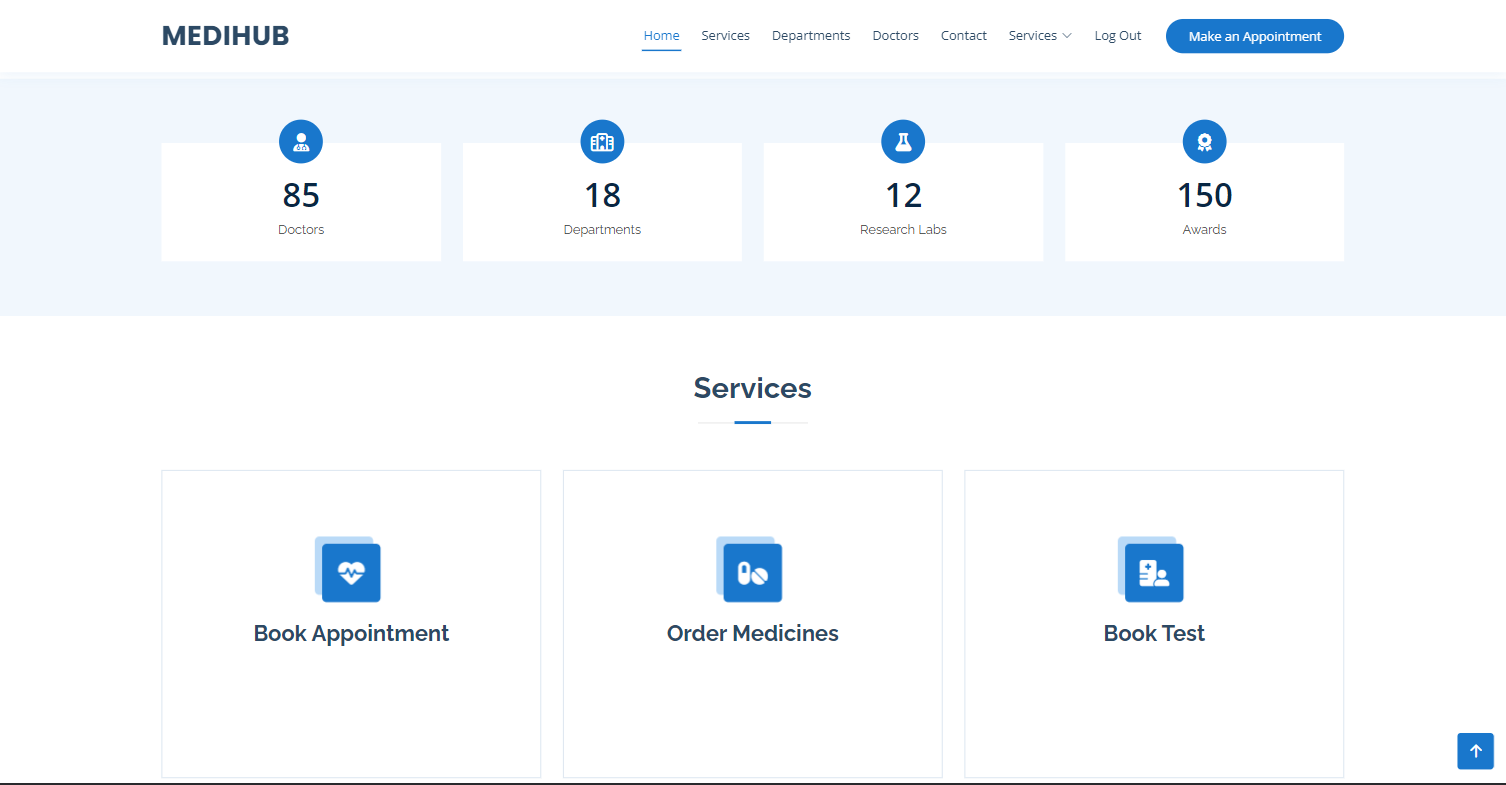 MEDIHUB
Home Services Departments Doctors Contact Services Log Out Make an Appointment
85 18 12 150
Doctors Departments Research Labs Awards
Services
Book Appointment Order Medicines Book Test